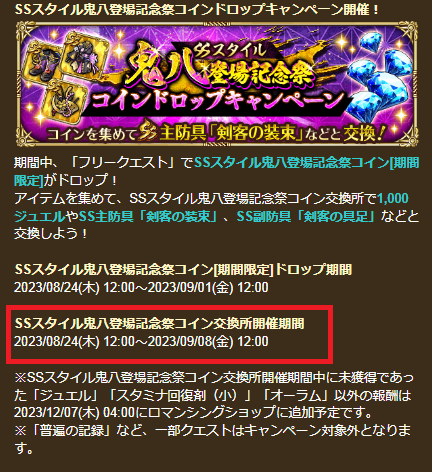 SSスタイル鬼八登場記念祭コインドロップキャンペーン開催！
SSスタイル
鬼八登場記念祭
コインドロップキャンペーン
コインを集めてSS主防具「剣客の装束」などと交換！
期間中、「フリークエスト」でSSスタイル鬼八登場記念祭コイン[期間
限定]がドロップ！
アイテムを集めて、SSスタイル鬼八登場記念祭コイン交換所で1,000
ジュエルやSS主防具「剣客の装束」、SS副防具「剣客の具足」などと
交換しよう！
SSスタイル鬼八登場記念祭コイン[期間限定]ドロップ期間
2023/08/24(木) 12:00～2023/09/01(金) 12:00
SSスタイル鬼八登場記念祭コイン交換所開催期間
2023/08/24(木) 12:00～2023/09/08(金) 12:00
※SSスタイル鬼八登場記念祭コイン交換所開催期間中に未獲得であっ
た「ジュエル」「スタミナ回復剤（小）」「オーラム」以外の報酬は
2023/12/07(木) 04:00にロマンシングショップに追加予定です。
※「普遍の記録」など、一部クエストはキャンペーン対象外となりま
す。